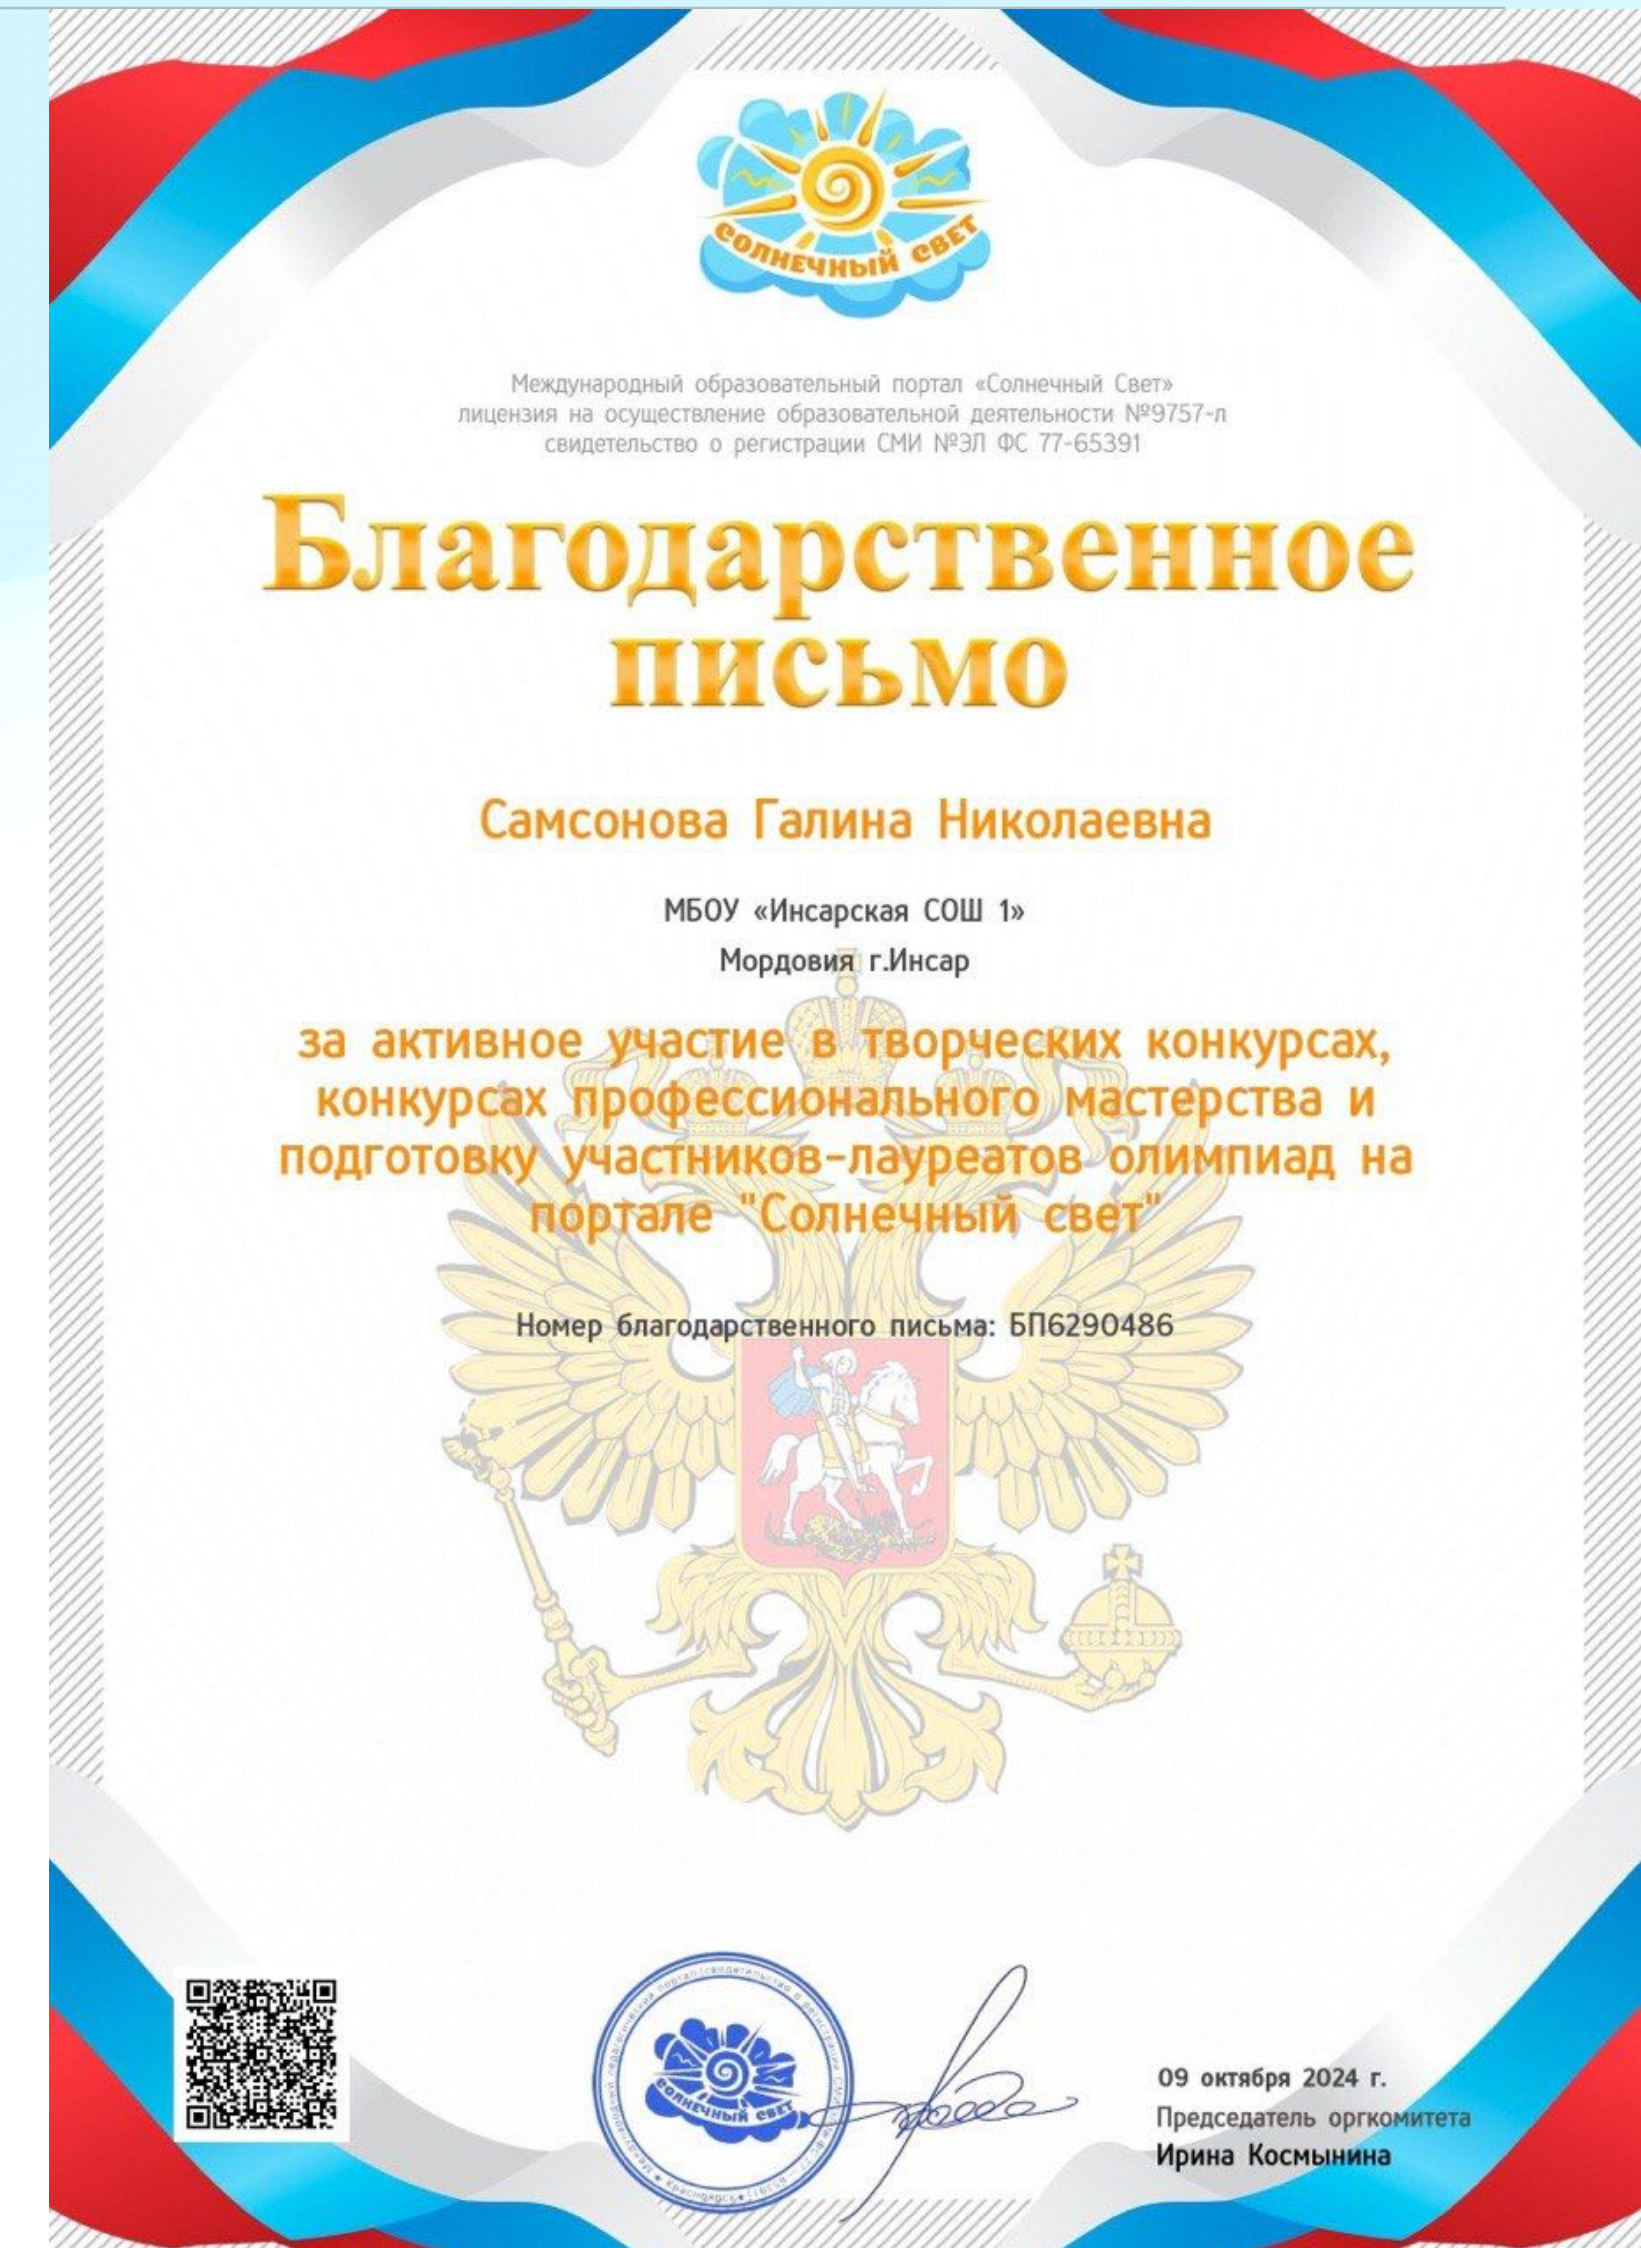 СОЛНЕЧНЫЙ СВЕТ
Международный образовательный портал «Солнечный Свет»
лицензия на осуществление образовательной деятельности №9757-л
свидетельство о регистрации СМИ №ЭЛ ФС 77-65391
Благодарственное
письмо
Самсонова Галина Николаевна
МБОУ «Инсарская СОШ 1»
Мордовия г.Инсар
за активное участие в творческих конкурсах,
конкурсах профессионального мастерства и
подготовку участников-лауреатов олимпиад на
портале "Солнечный свет"
Номер благодарственного письма: БП6290486
СОЛНЕЧНЫЙ СВЕТ
09 октября 2024 г.
Председатель оргкомитета
Ирина Космынина